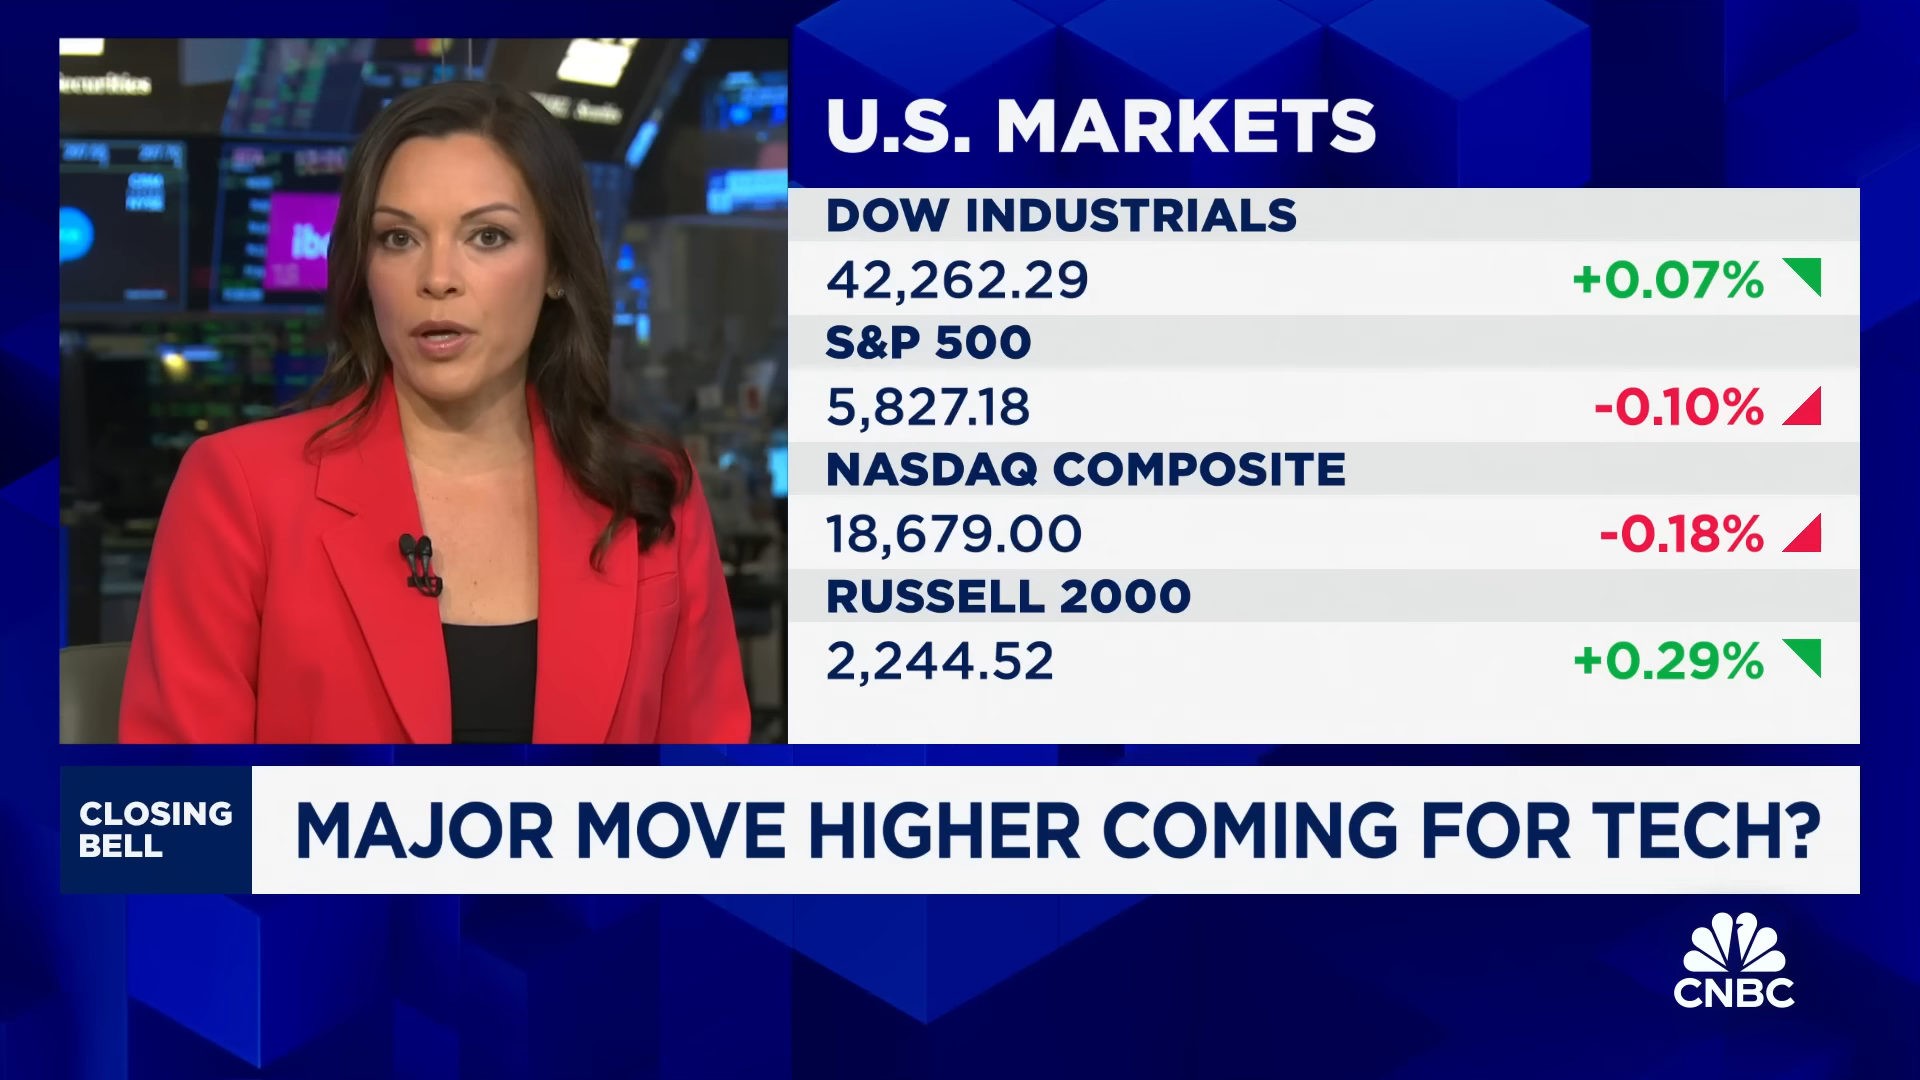 Securities
U.S. MARKETS
DOW INDUSTRIALS
42,262.29 +0.07%
S&P 500
5,827.18 -0.10%
NASDAQ COMPOSITE
18,679.00 -0.18%
RUSSELL 2000
2,244.52 +0.29%
CLOSING
BELL
MAJOR MOVE HIGHER COMING FOR TECH?
CNBC